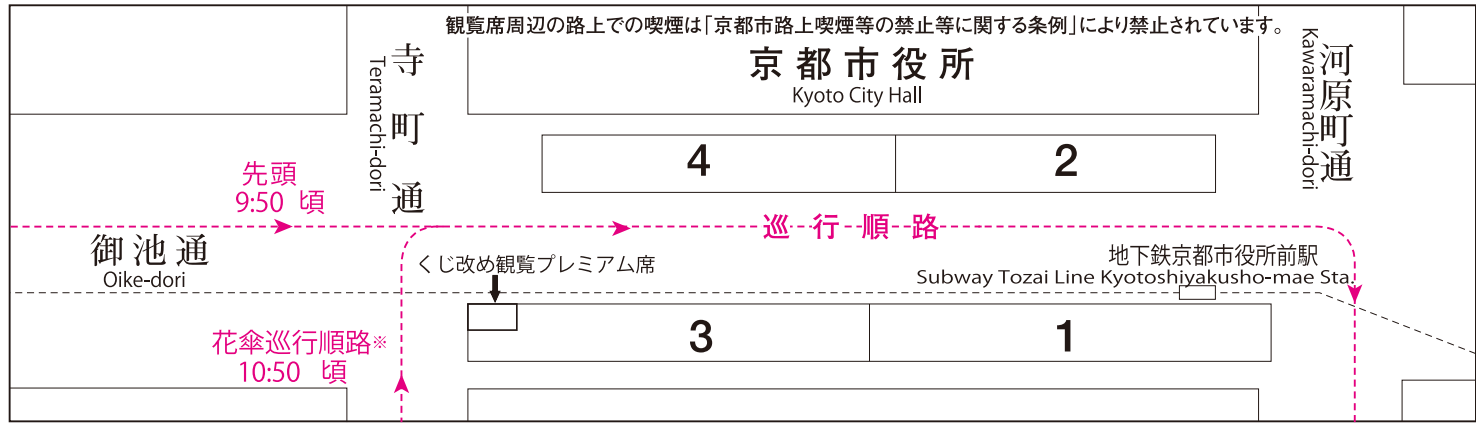 観覧席周辺の路上での喫煙は「京都市路上喫煙等の禁止等に関する条例」により禁止されています。
京都市役所
Kyoto City Hall
寺町通
Teramachi-dori
河原町通
Kawaramachi-dori
4
2
先頭
9:50 頃
巡行順路
御池通
Oike-dori
くじ改め観覧プレミアム席
地下鉄京都市役所前駅
Subway Tozai Line Kyotoshiyakusho-mae Sta.
3
1
花傘巡行順路※
10:50 頃